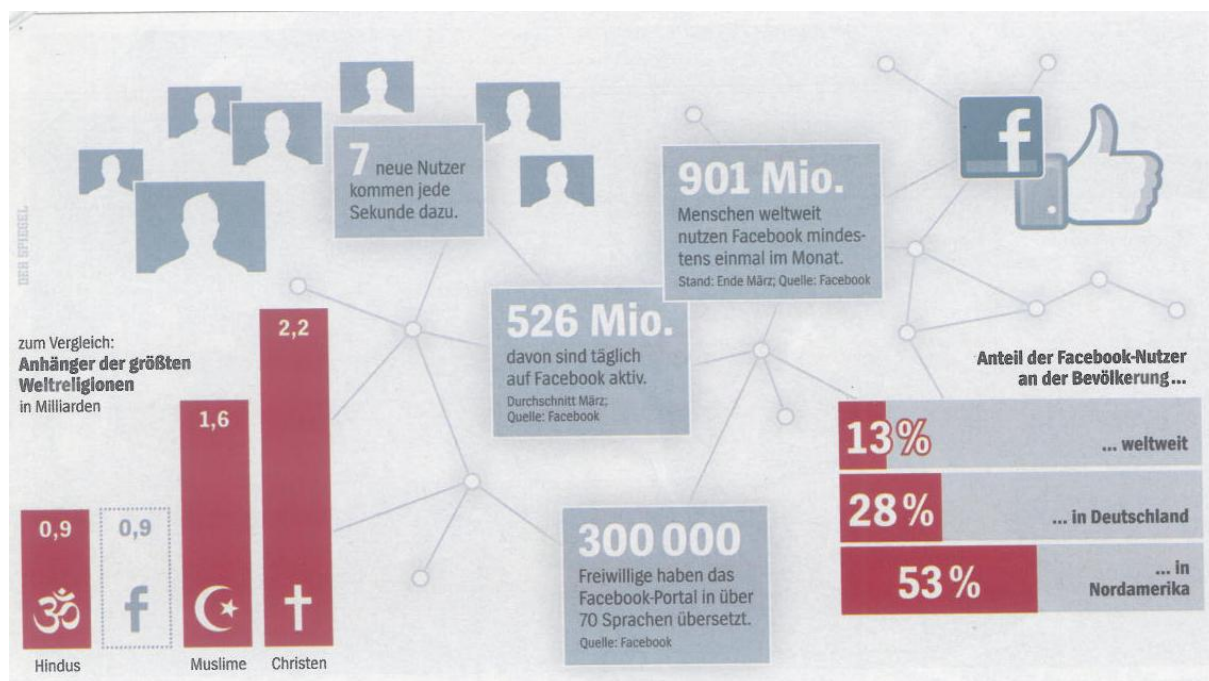 7 neue Nutzer
kommen jede
Sekunde dazu.
901 Mio.
Menschen weltweit
nutzen Facebook mindes-
tens einmal im Monat.
Stand: Ende März; Quelle: Facebook
f
DER SPIEGEL
526 Mio.
davon sind täglich
auf Facebook aktiv.
Durchschnitt März;
Quelle: Facebook
zum Vergleich:
Anhänger der größten
Weltreligionen
in Milliarden
0,9
0,9
1,6
2,2
ॐ
f
Hindus
Muslime
Christen
300 000
Freiwillige haben das
Facebook-Portal in über
70 Sprachen übersetzt.
Quelle: Facebook
Anteil der Facebook-Nutzer
an der Bevölkerung...
13% ... weltweit
28% ... in Deutschland
53% ... in
Nordamerika